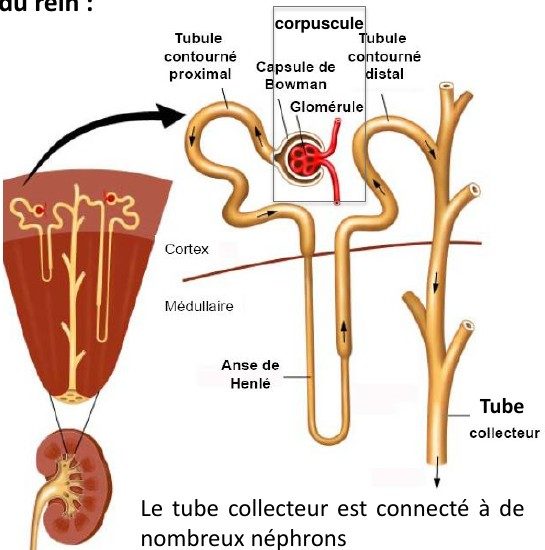 du rein :
corpuscule
Tubule
contourné
proximal
Capsule de
Bowman
Glomérule
Tubule
contourné
distal
Cortex
Médullaire
Anse de
Henlé
Tube
collecteur
Le tube collecteur est connecté à de
nombreux néphrons